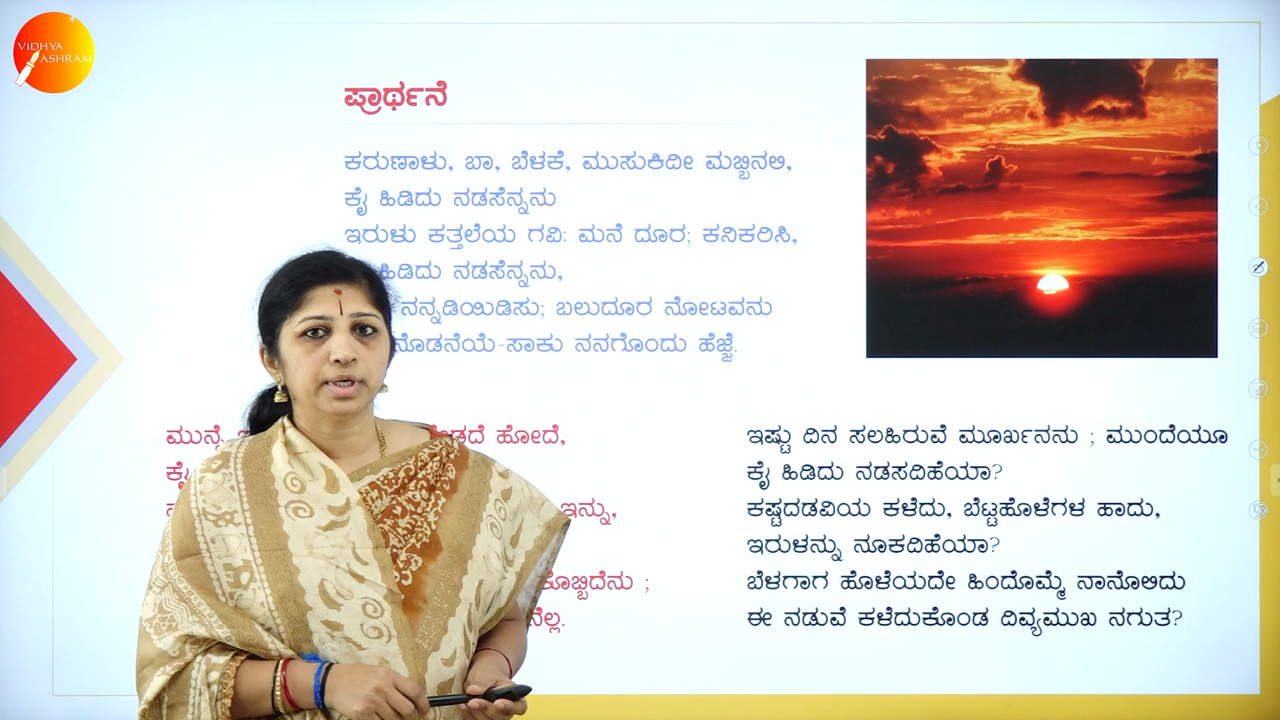 VIDHYA
ASHRAM
ಪ್ರಾರ್ಥನೆ
ಕರುಣಾಳು, ಬಾ, ಬೆಳಕೆ, ಮುಸುಕಿದೀ ಮಬ್ಬಿನಲಿ,
ಕೈ ಹಿಡಿದು ನಡಸೆನ್ನನು
ಇರುಳು ಕತ್ತಲೆಯ ಗವಿ: ಮನೆ ದೂರ; ಕನಿಕರಿಸಿ,
ಹಿಡಿದು ನಡಸೆನ್ನನು,
ನನ್ನಡಿಯಿಡಿಸು; ಬಲುದೂರ ನೋಟವನು
ನೊಡನೆಯೆ-ಸಾಕು ನನಗೊಂದು ಹೆಜ್ಜೆ.
ಮುನ್ನ ಹೋದೆ,
ಕೈ
ಇನ್ನು,
ಕೊಬ್ಬಿದೆನು ;
ನೆಲ್ಲ.
ಇಷ್ಟು ದಿನ ಸಲಹಿರುವೆ ಮೂರ್ಖನನು ; ಮುಂದೆಯೂ
ಕೈ ಹಿಡಿದು ನಡಸದಿಹೆಯಾ?
ಕಷ್ಟದಡವಿಯ ಕಳೆದು, ಬೆಟ್ಟಹೊಳೆಗಳ ಹಾದು,
ಇರುಳನ್ನು ನೂಕದಿಹೆಯಾ?
ಬೆಳಗಾಗ ಹೊಳೆಯದೇ ಹಿಂದೊಮ್ಮೆ ನಾನೊಲಿದು
ಈ ನಡುವೆ ಕಳೆದುಕೊಂಡ ದಿವ್ಯಮುಖ ನಗುತ?